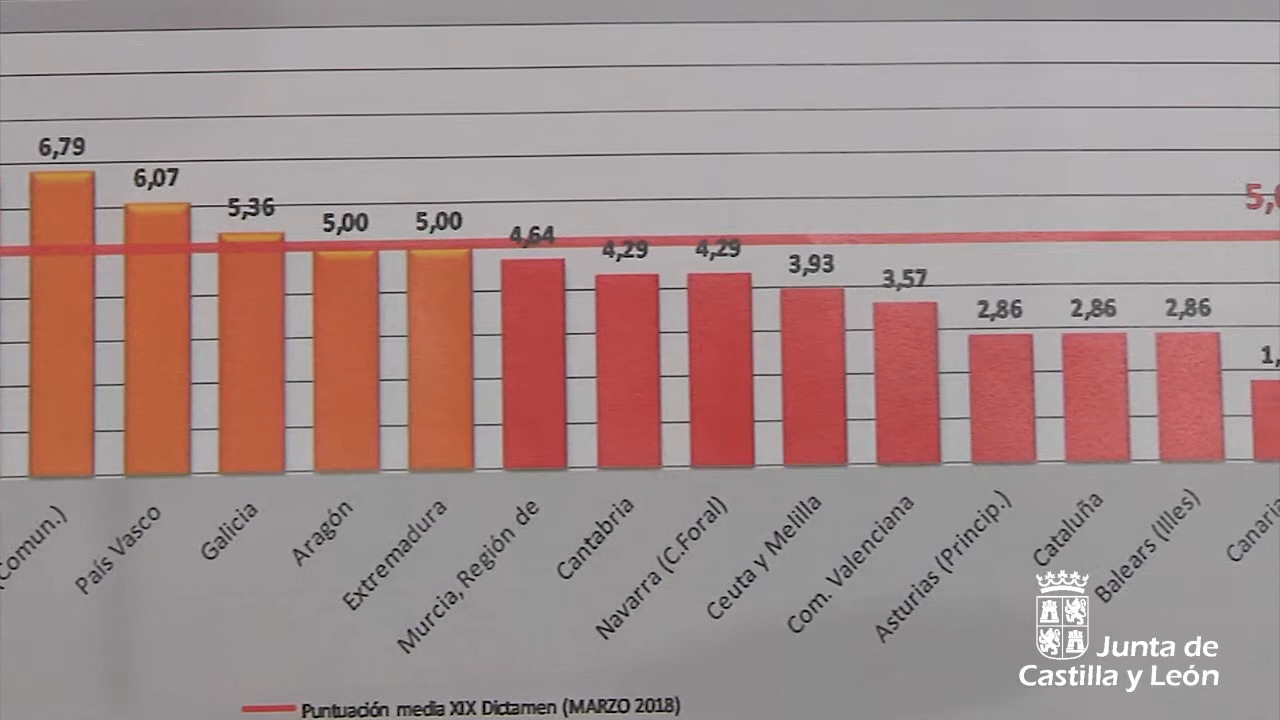 6,79
6,07
5,36
5,00
5,00
4,64
4,29
4,29
3,93
3,57
2,86
2,86
2,86
Comun.)
País Vasco
Galicia
Aragón
Extremadura
Murcia, Región de
Cantabria
Navarra (C.Foral)
Ceuta y Melilla
Com. Valenciana
Asturias (Princip.)
Cataluña
Balears (Illes)
Puntuación media XIX Dictamen (MARZO 2018)
Junta de
Castilla y León